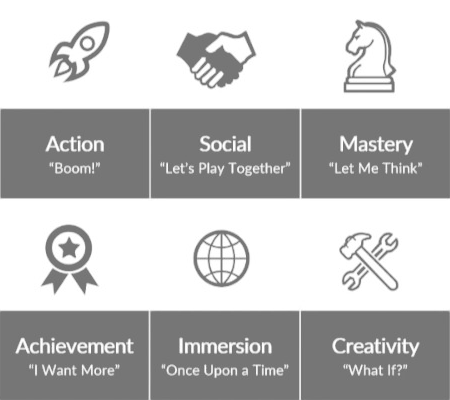 Action
“Boom!”
Social
“Let’s Play Together”
Mastery
“Let Me Think”
Achievement
“I Want More”
Immersion
“Once Upon a Time”
Creativity
“What If?”